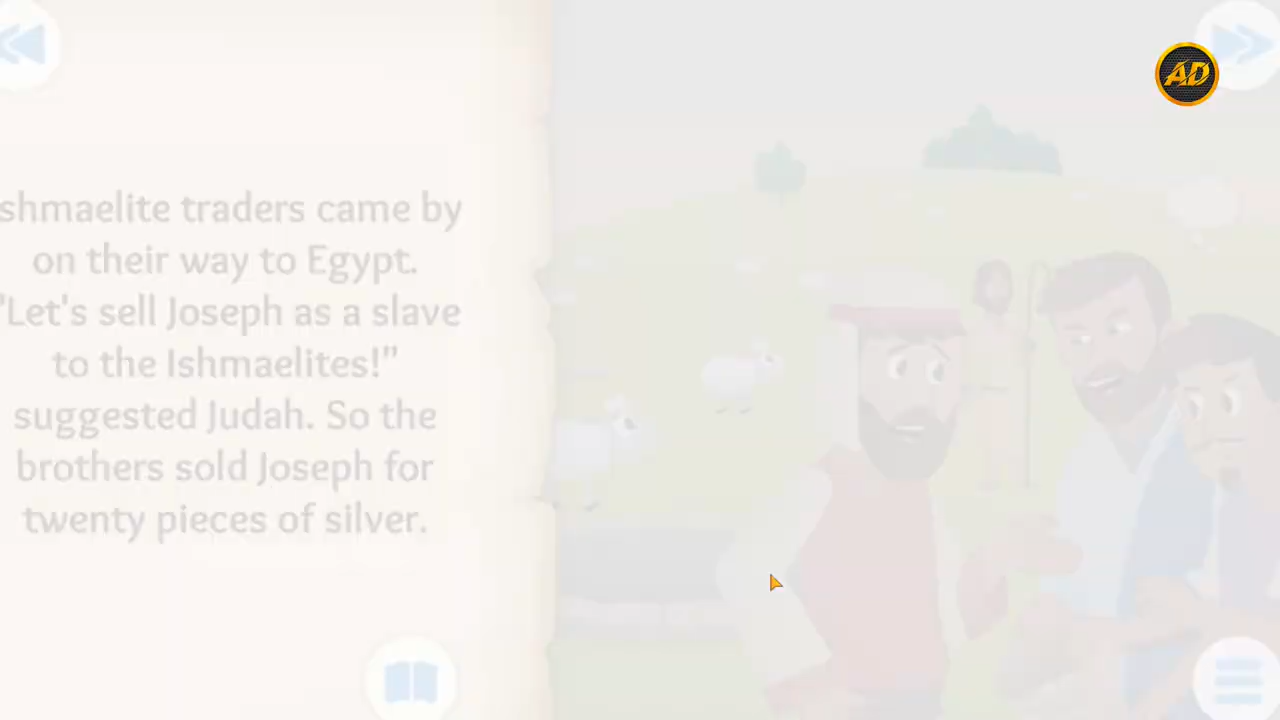 shmaelite traders came by
on their way to Egypt.
"Let's sell Joseph as a slave
to the Ishmaelites!"
suggested Judah. So the
brothers sold Joseph for
twenty pieces of silver.
AD